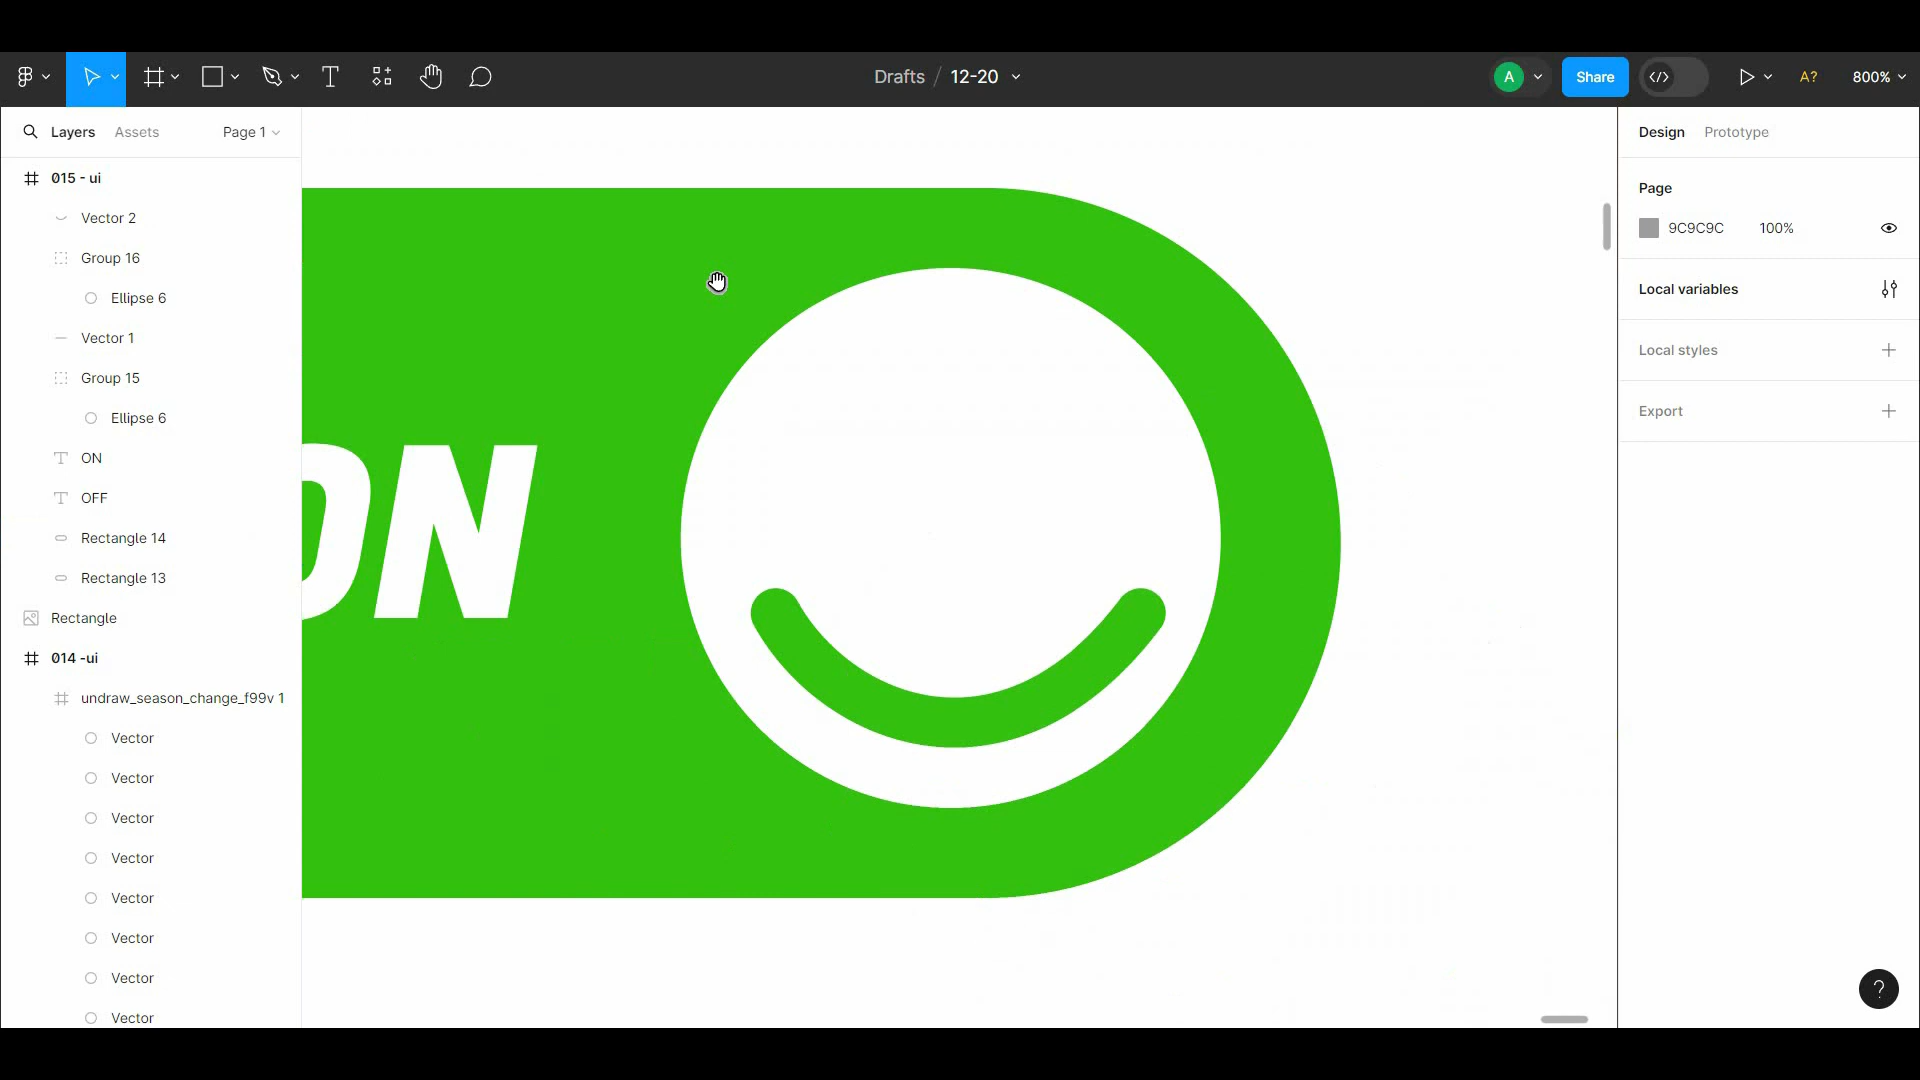 Drafts / 12-20
A
Share
A?
800%
Layers
Assets
Page 1
015 - ui
Vector 2
Group 16
Ellipse 6
Vector 1
Group 15
Ellipse 6
ON
OFF
Rectangle 14
Rectangle 13
Rectangle
014 -ui
undraw_season_change_f99v 1
Vector
Vector
Vector
Vector
Vector
Vector
Vector
Vector
ON
Design
Prototype
Page
9C9C9C
100%
Local variables
Local styles
Export
?